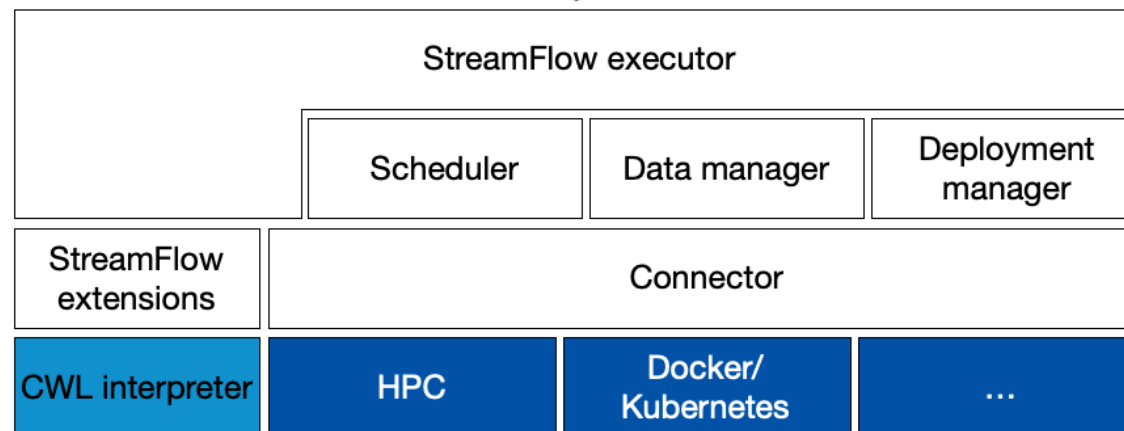 StreamFlow executor
Scheduler
Data manager
Deployment
manager
StreamFlow
extensions
Connector
CWL interpreter
HPC
Docker/
Kubernetes
...